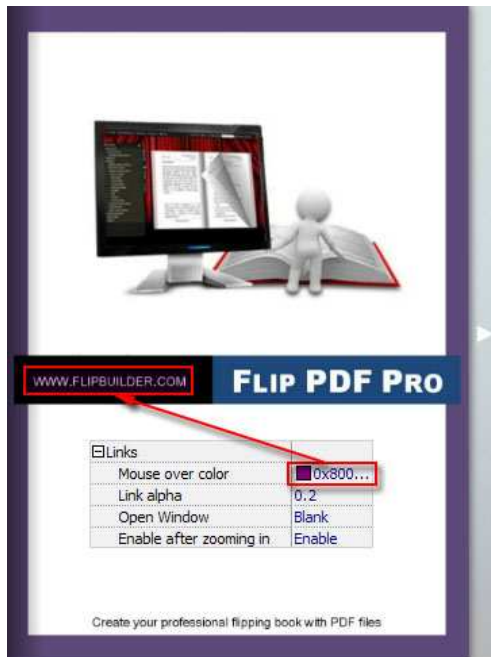 WWW.FLIPBUILDER.COM FLIP PDF PRO
Links
Mouse over color 0x800...
Link alpha 0.2
Open Window Blank
Enable after zooming in Enable
Create your professional flipping book with PDF files